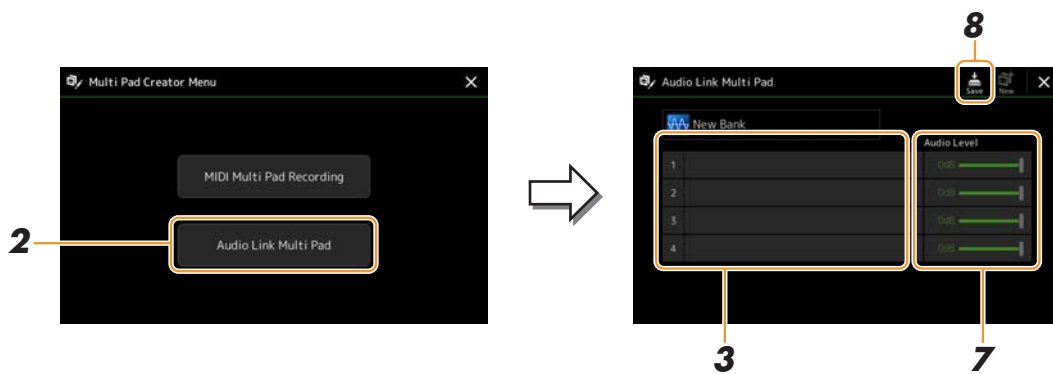 8
Multi Pad Creator Menu
MIDI Multi Pad Recording
Audio Link Multi Pad
2
Audio Link Multi Pad
Save
New
New Bank
Audio Level
1
0dB
2
0dB
3
0dB
4
0dB
3
7